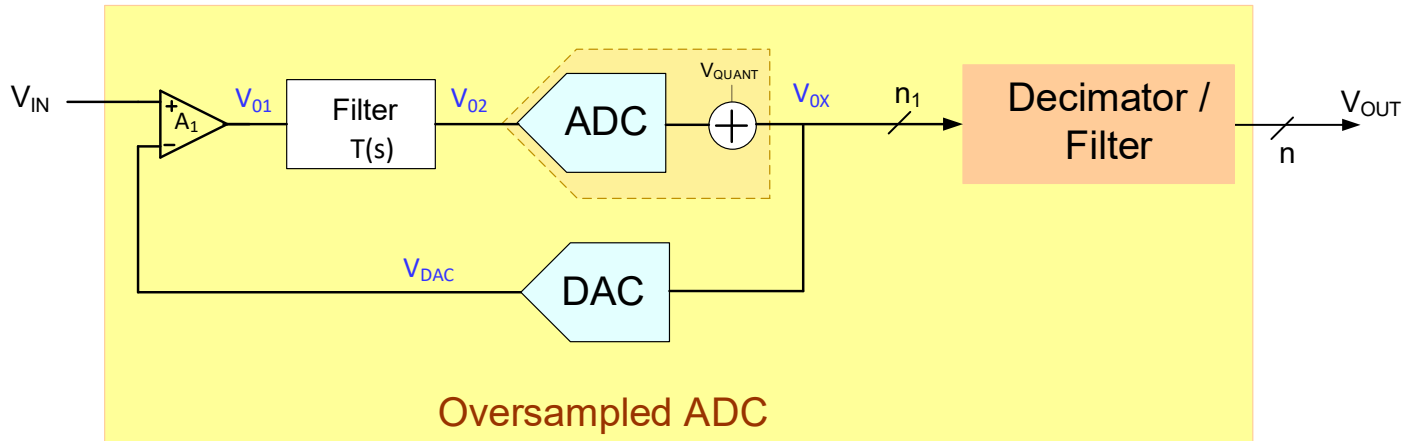 V_QUANT
V_IN
V_01
V_02
V_0X
n_1
V_OUT
+
A_1
−
Filter
T(s)
ADC
+
Decimator /
Filter
n
V_DAC
DAC
Oversampled ADC